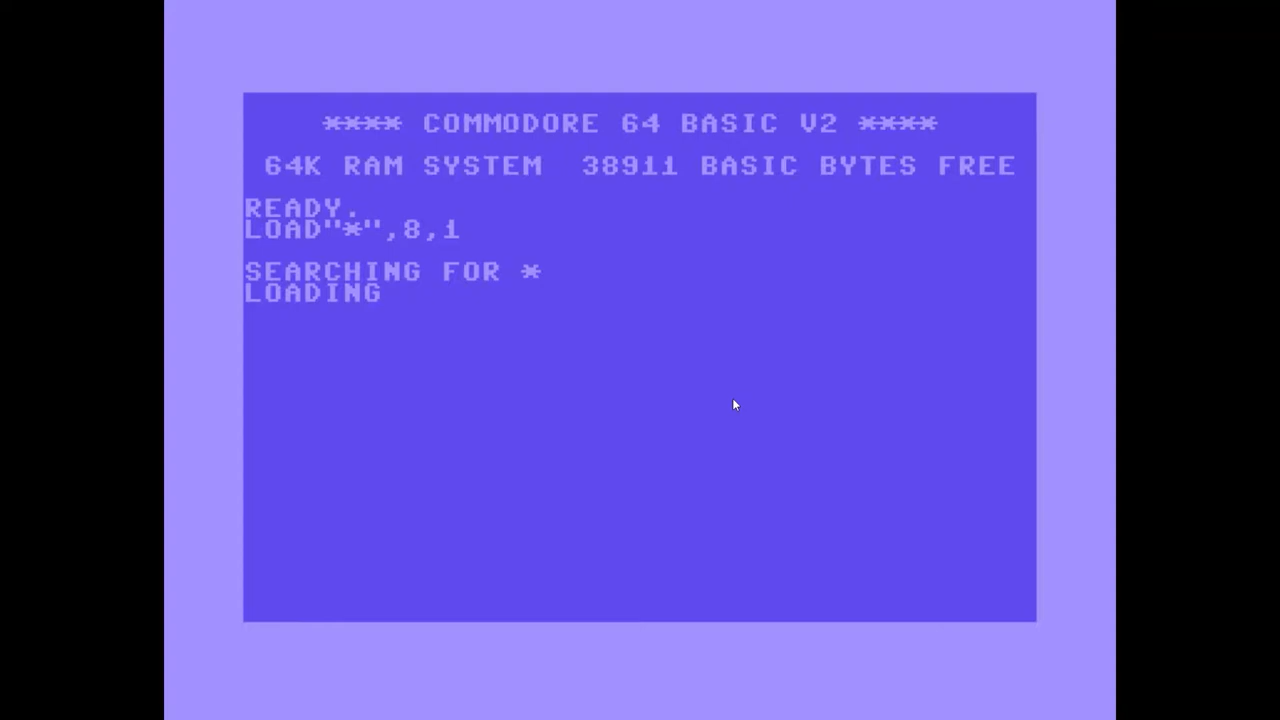 **** COMMODORE 64 BASIC V2 ****
64K RAM SYSTEM  38911 BASIC BYTES FREE
READY.
LOAD"*",8,1
SEARCHING FOR *
LOADING